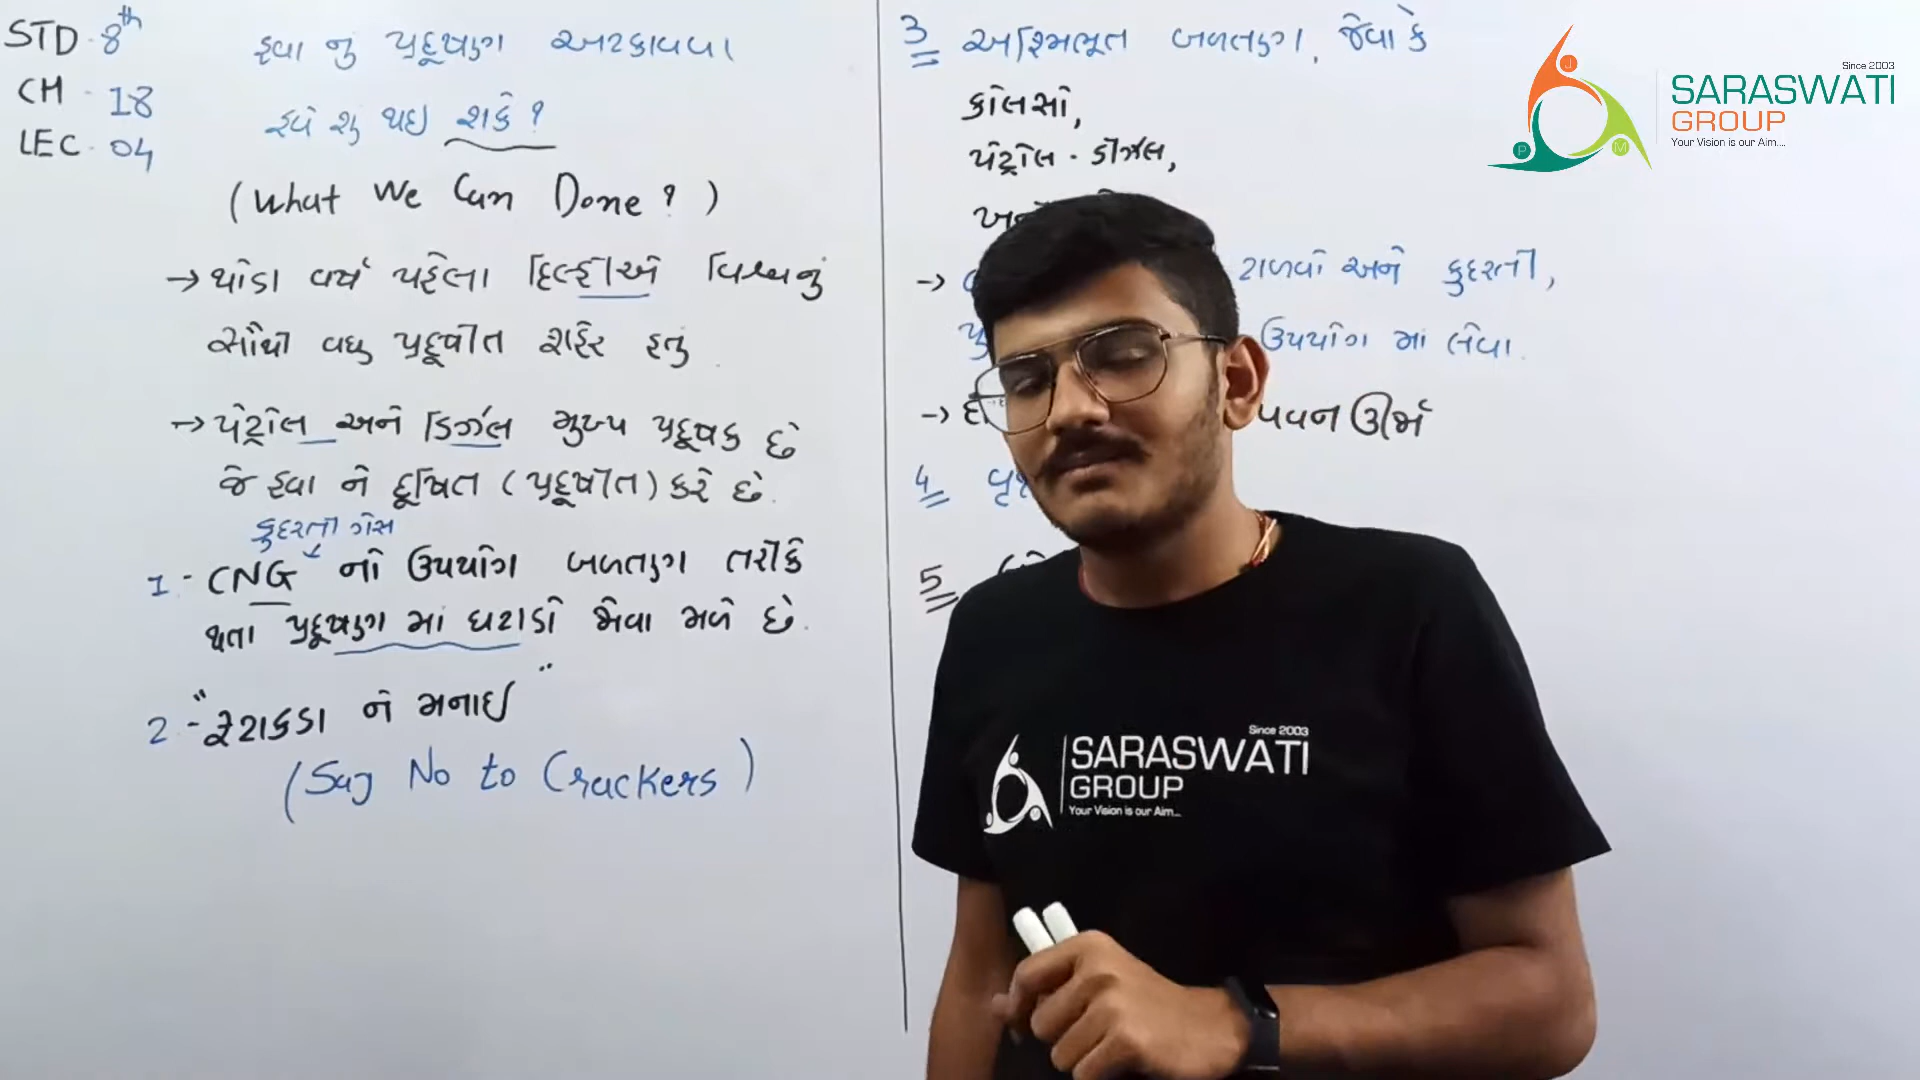 STD. 8th
CH - 18
LEC - 04
હવા નું પ્રદૂષણ અટકાવવા
હવે શું થઇ શકે ?
(What We Can Done ? )
→ થોડા વર્ષ પહેલા દિલ્હીએ વિશ્વનું
સૌથી વધુ પ્રદૂષીત શહેર હતું.
→ પેટ્રોલ અને ડિઝલ મુખ્ય પ્રદૂષક છે
જે હવા ને દૂષિત (પ્રદૂષીત) કરે છે.
કુદરતી ગેસ
1.- CNG નો ઉપયોગ બળતણ તરીકે
થતા પ્રદૂષણ માં ઘટાડો જોવા મળે છે.
2 - "ફટાકડા ને મનાઇ"
(Say No to Crackers)
3 અશ્મિભૂત બળતણ, જેવા કે
કોલસો,
પેટ્રોલ - ડીઝલ,
→ ટાળવો અને કુદરતી,
ઉપયોગ માં લેવા.
→ પવન ઊર્જા
4
5
Since 2003
SARASWATI
GROUP
Your Vision is our Aim....
J
P
M
Since 2003
SARASWATI
GROUP
Your Vision is our Aim...